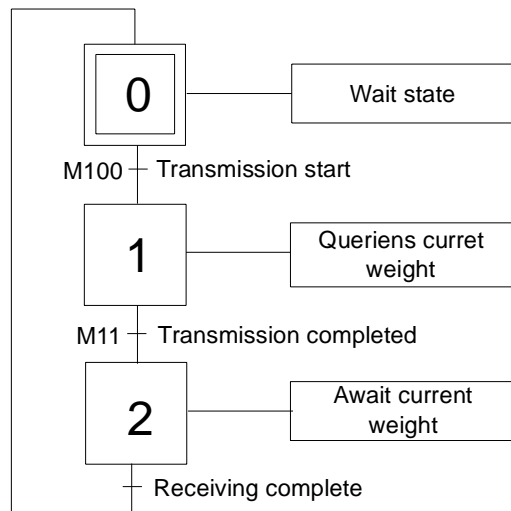 0
Wait state
M100 Transmission start
1
Queriens curret
weight
M11 Transmission completed
2
Await current
weight
Receiving complete